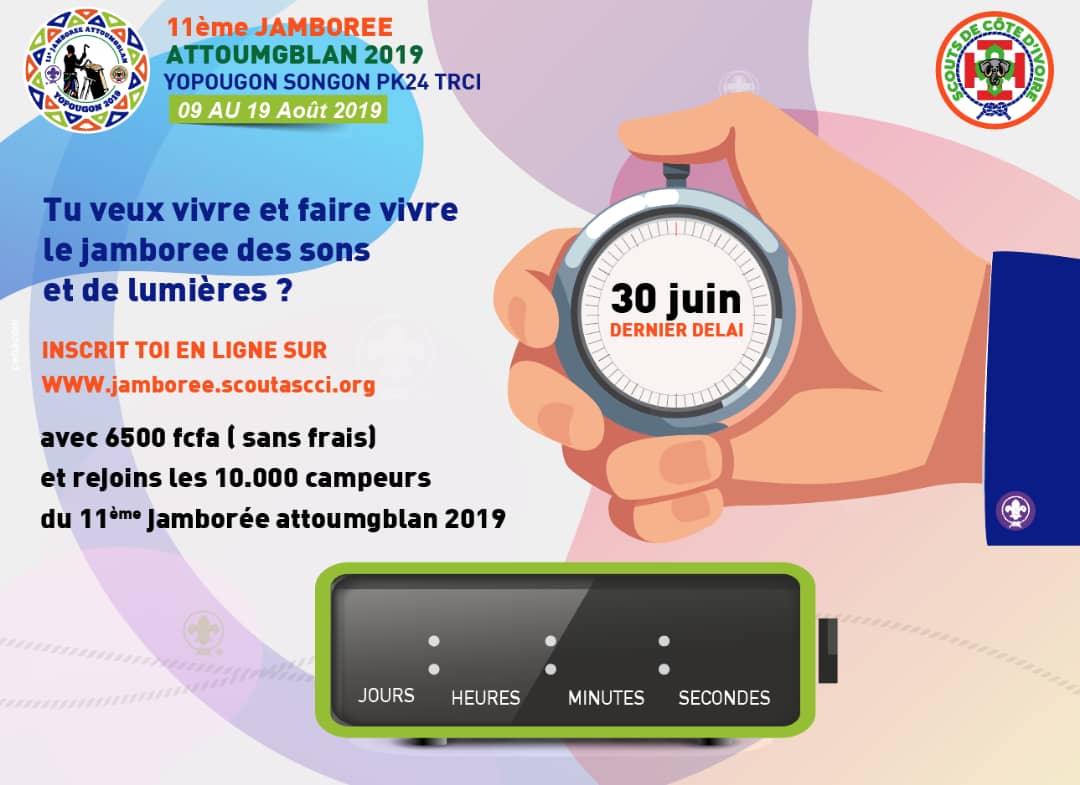 11ème JAMBOREE
ATTOUMGBLAN 2019
YOPOUGON SONGON PK24 TRCI
09 AU 19 Août 2019
11e JAMBOREE ATTOUMGBLAN
YOPOUGON 2019
SCOUTS DE CÔTE D'IVOIRE
Tu veux vivre et faire vivre
le jamboree des sons
et de lumières ?
30 juin
DERNIER DELAI
INSCRIT TOI EN LIGNE SUR
WWW.jamboree.scoutascci.org
avec 6500 fcfa ( sans frais)
et rejoins les 10.000 campeurs
du 11ème Jamborée attoumgblan 2019
JOURS HEURES MINUTES SECONDES